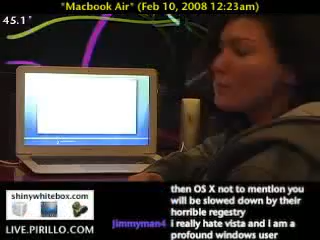 *Macbook Air* (Feb 10, 2008 12:23am)
45.1°
then OS X not to mention you
will be slowed down by their
horrible regestry
shinywhitebox.com
jimmyman4 i really hate vista and I am a
LIVE.PIRILLO.COM profound windows user